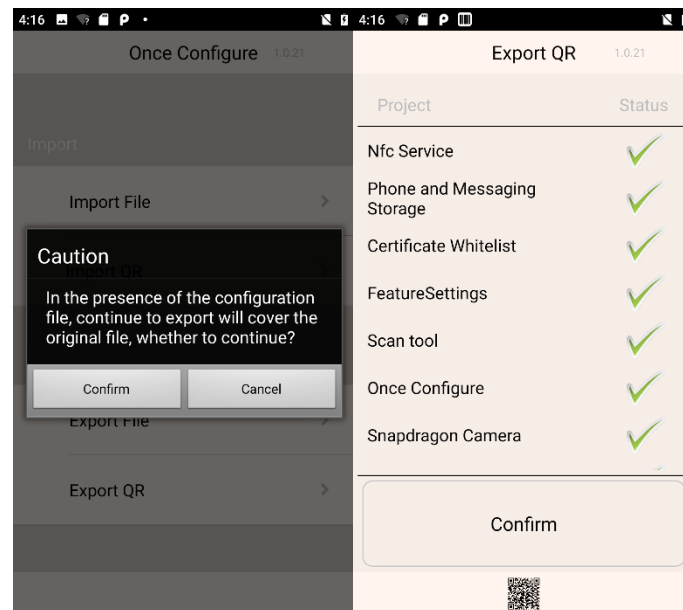 4:16
Once Configure 1.0.21
Import
Import File
Import QR
Caution
In the presence of the configuration
file, continue to export will cover the
original file, whether to continue?
Confirm Cancel
Export File
Export QR
4:16
Export QR 1.0.21
Project Status
Nfc Service
Phone and Messaging
Storage
Certificate Whitelist
FeatureSettings
Scan tool
Once Configure
Snapdragon Camera
Confirm